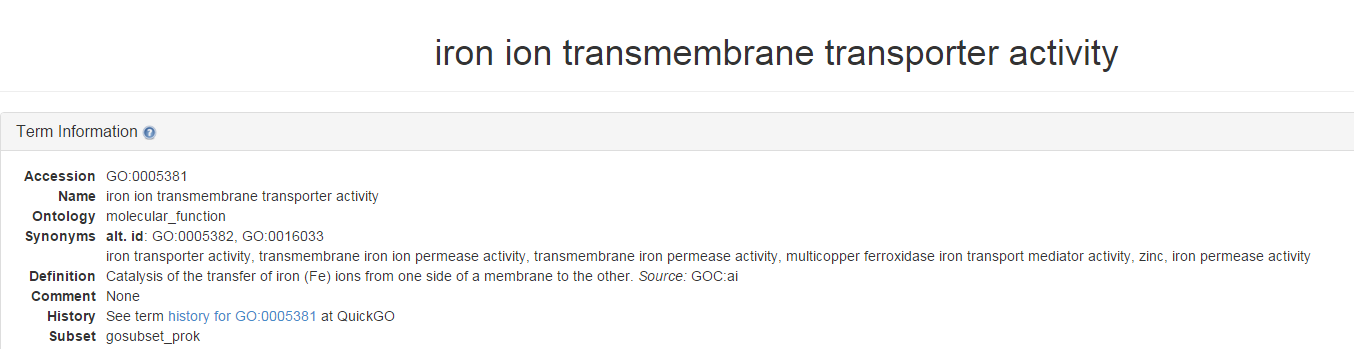 iron ion transmembrane transporter activity
Term Information ?
Accession GO:0005381
Name iron ion transmembrane transporter activity
Ontology molecular_function
Synonyms alt. id: GO:0005382, GO:0016033
iron transporter activity, transmembrane iron ion permease activity, transmembrane iron permease activity, multicopper ferroxidase iron transport mediator activity, zinc, iron permease activity
Definition Catalysis of the transfer of iron (Fe) ions from one side of a membrane to the other. Source: GOC:ai
Comment None
History See term history for GO:0005381 at QuickGO
Subset gosubset_prok